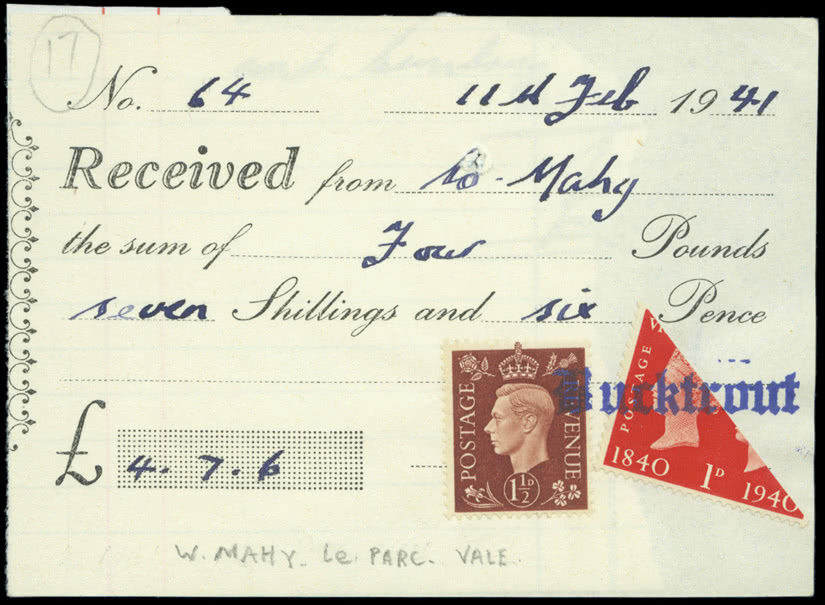 17
No. 64 11th Feb 1941
Received from W. Mahy
the sum of Four Pounds
seven Shillings and six Pence
£ 4. 7. 6
POSTAGE REVENUE
1½D
POSTAGE
1840 1D 1940
Bucktrout
W. MAHY. Le PARC. VALE.